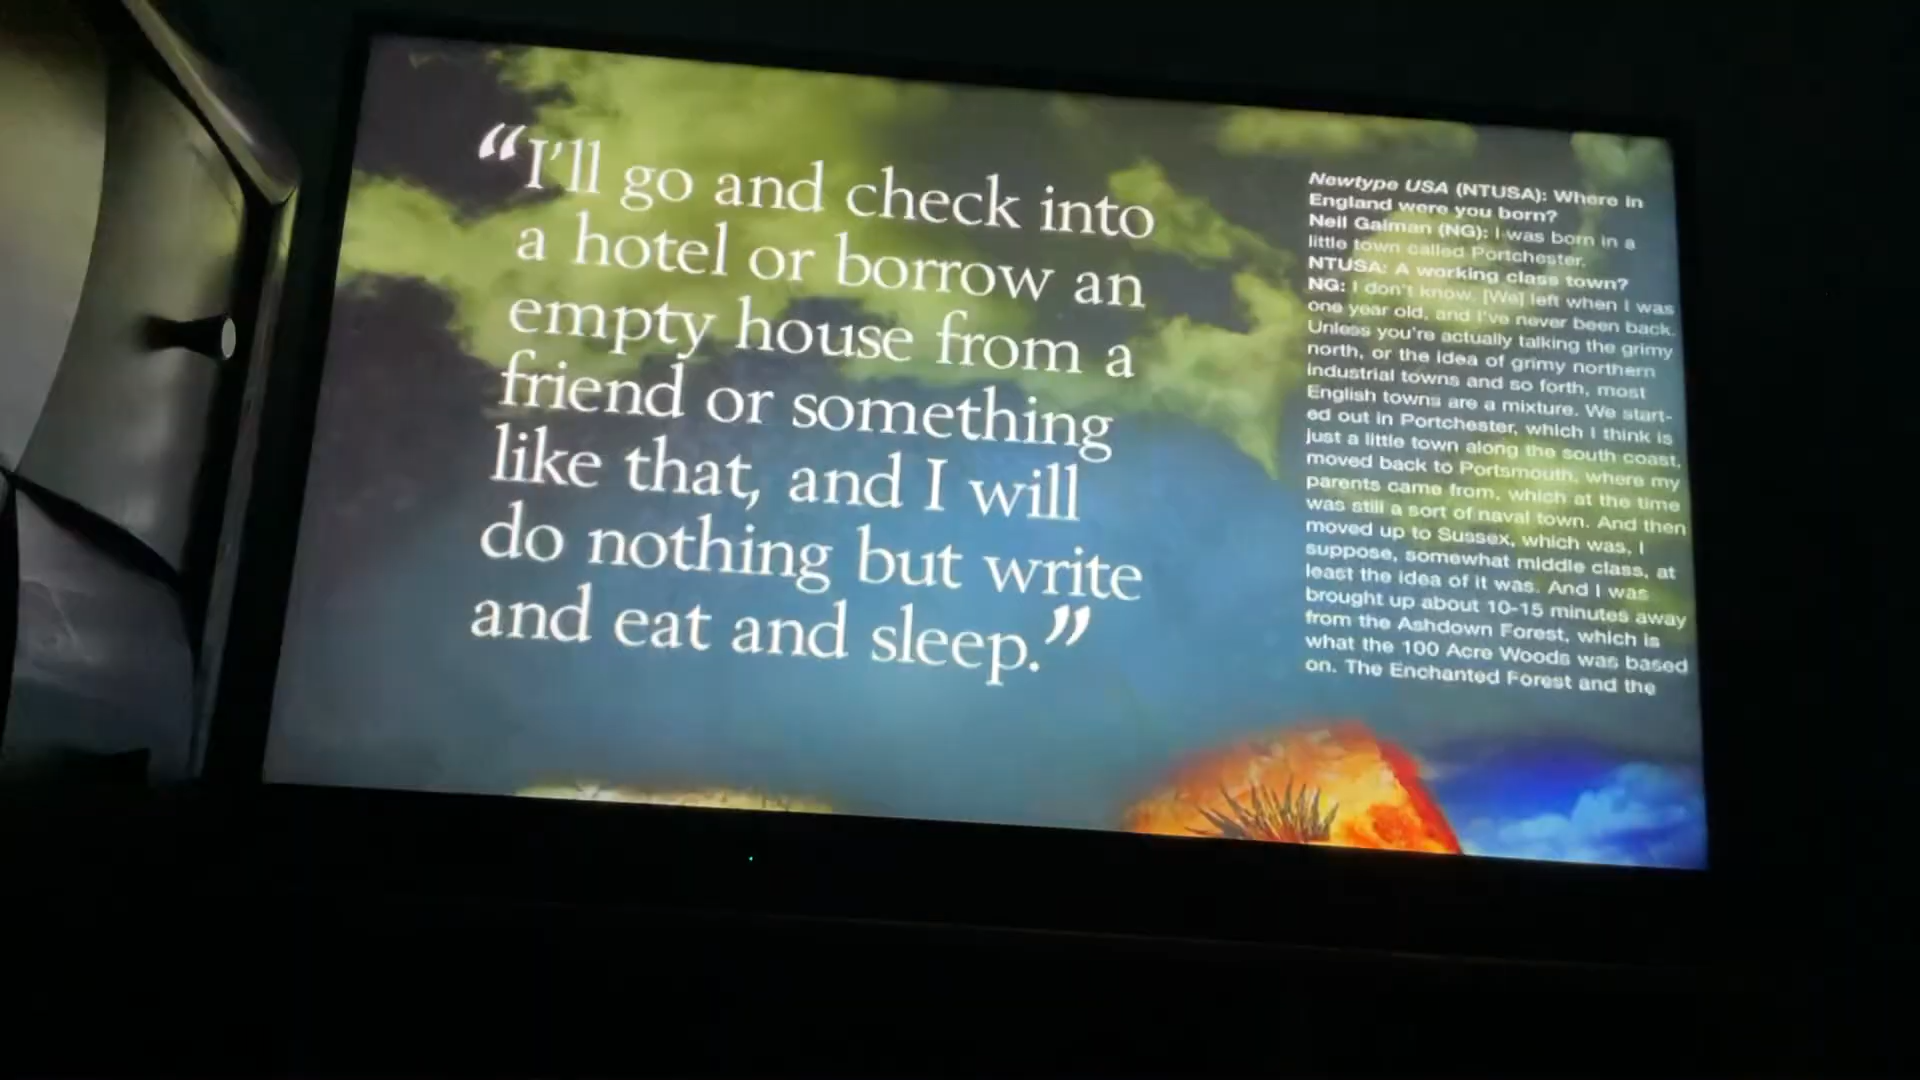 “I’ll go and check into
a hotel or borrow an
empty house from a
friend or something
like that, and I will
do nothing but write
and eat and sleep.”
Newtype USA (NTUSA): Where in
England were you born?
Neil Gaiman (NG): I was born in a
little town called Portchester.
NTUSA: A working class town?
NG: I don't know. [We] left when I was
one year old, and I've never been back.
Unless you're actually talking the grimy
north, or the idea of grimy northern
industrial towns and so forth, most
English towns are a mixture. We start-
ed out in Portchester, which I think is
just a little town along the south coast,
moved back to Portsmouth, where my
parents came from, which at the time
was still a sort of naval town. And then
moved up to Sussex, which was, I
suppose, somewhat middle class, at
least the idea of it was. And I was
brought up about 10-15 minutes away
from the Ashdown Forest, which is
what the 100 Acre Woods was based
on. The Enchanted Forest and the